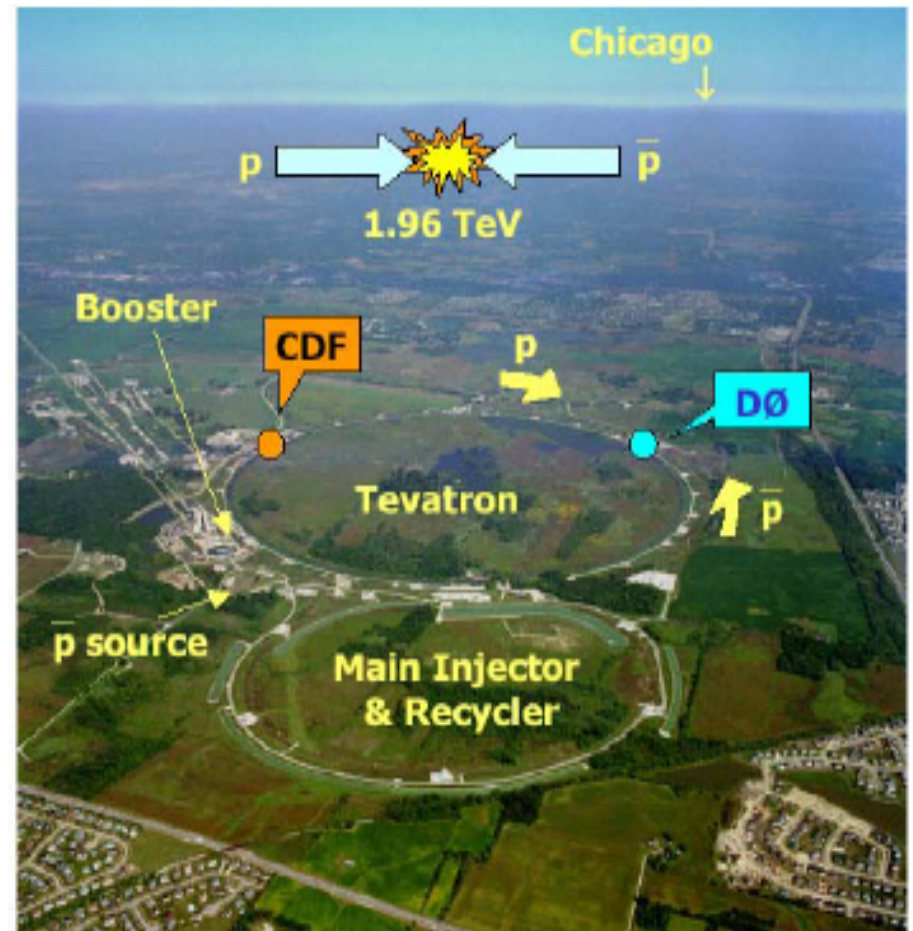 Chicago
↓
p
p̅
1.96 TeV
Booster
CDF
p
DØ
Tevatron
p̅
p̅ source
Main Injector
& Recycler